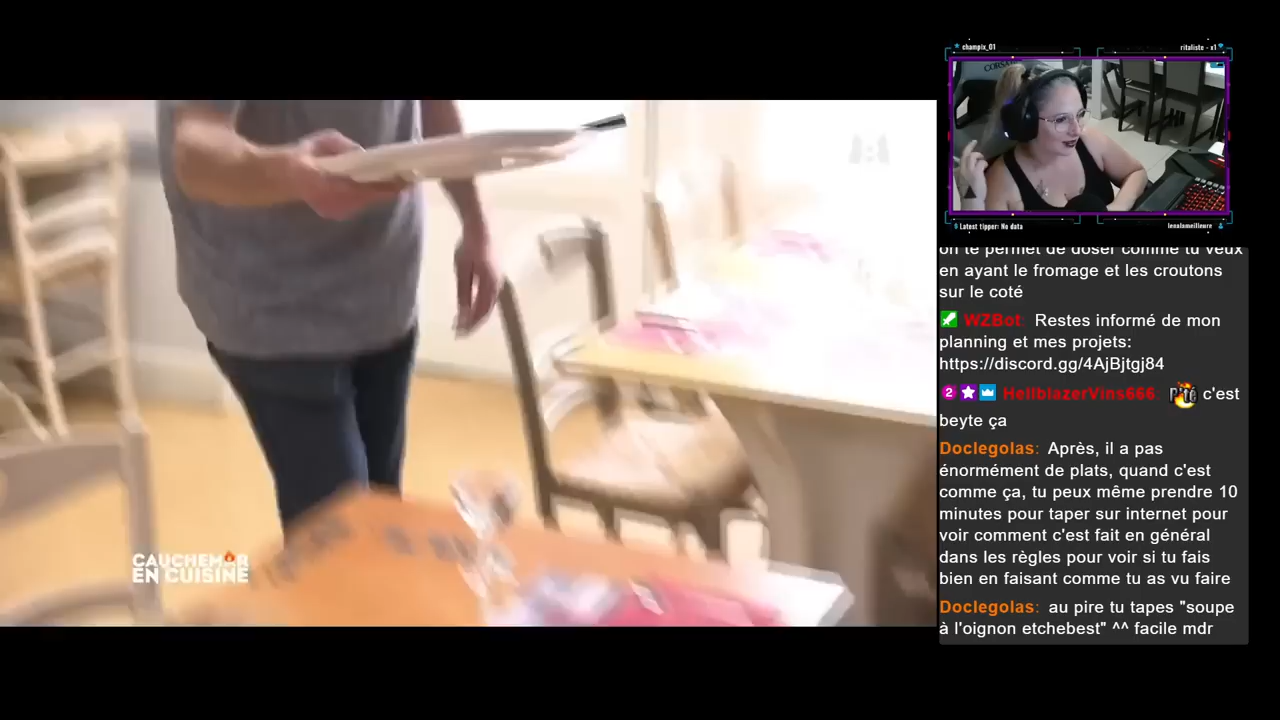 champix_01
ritaliste - x1
CORSAIR
Latest tipper: No data
lenalameilleure
on te permet de doser comme tu veux
en ayant le fromage et les croutons
sur le coté
WZBot: Restes informé de mon
planning et mes projets:
https://discord.gg/4AjBjtgj84
2 HellblazerVins666: c'est
beyte ça
Doclegolas: Après, il a pas
énormément de plats, quand c'est
comme ça, tu peux même prendre 10
minutes pour taper sur internet pour
voir comment c'est fait en général
dans les règles pour voir si tu fais
bien en faisant comme tu as vu faire
Doclegolas: au pire tu tapes "soupe
à l'oignon etchebest" ^^ facile mdr
CAUCHEMAR
EN CUISINE